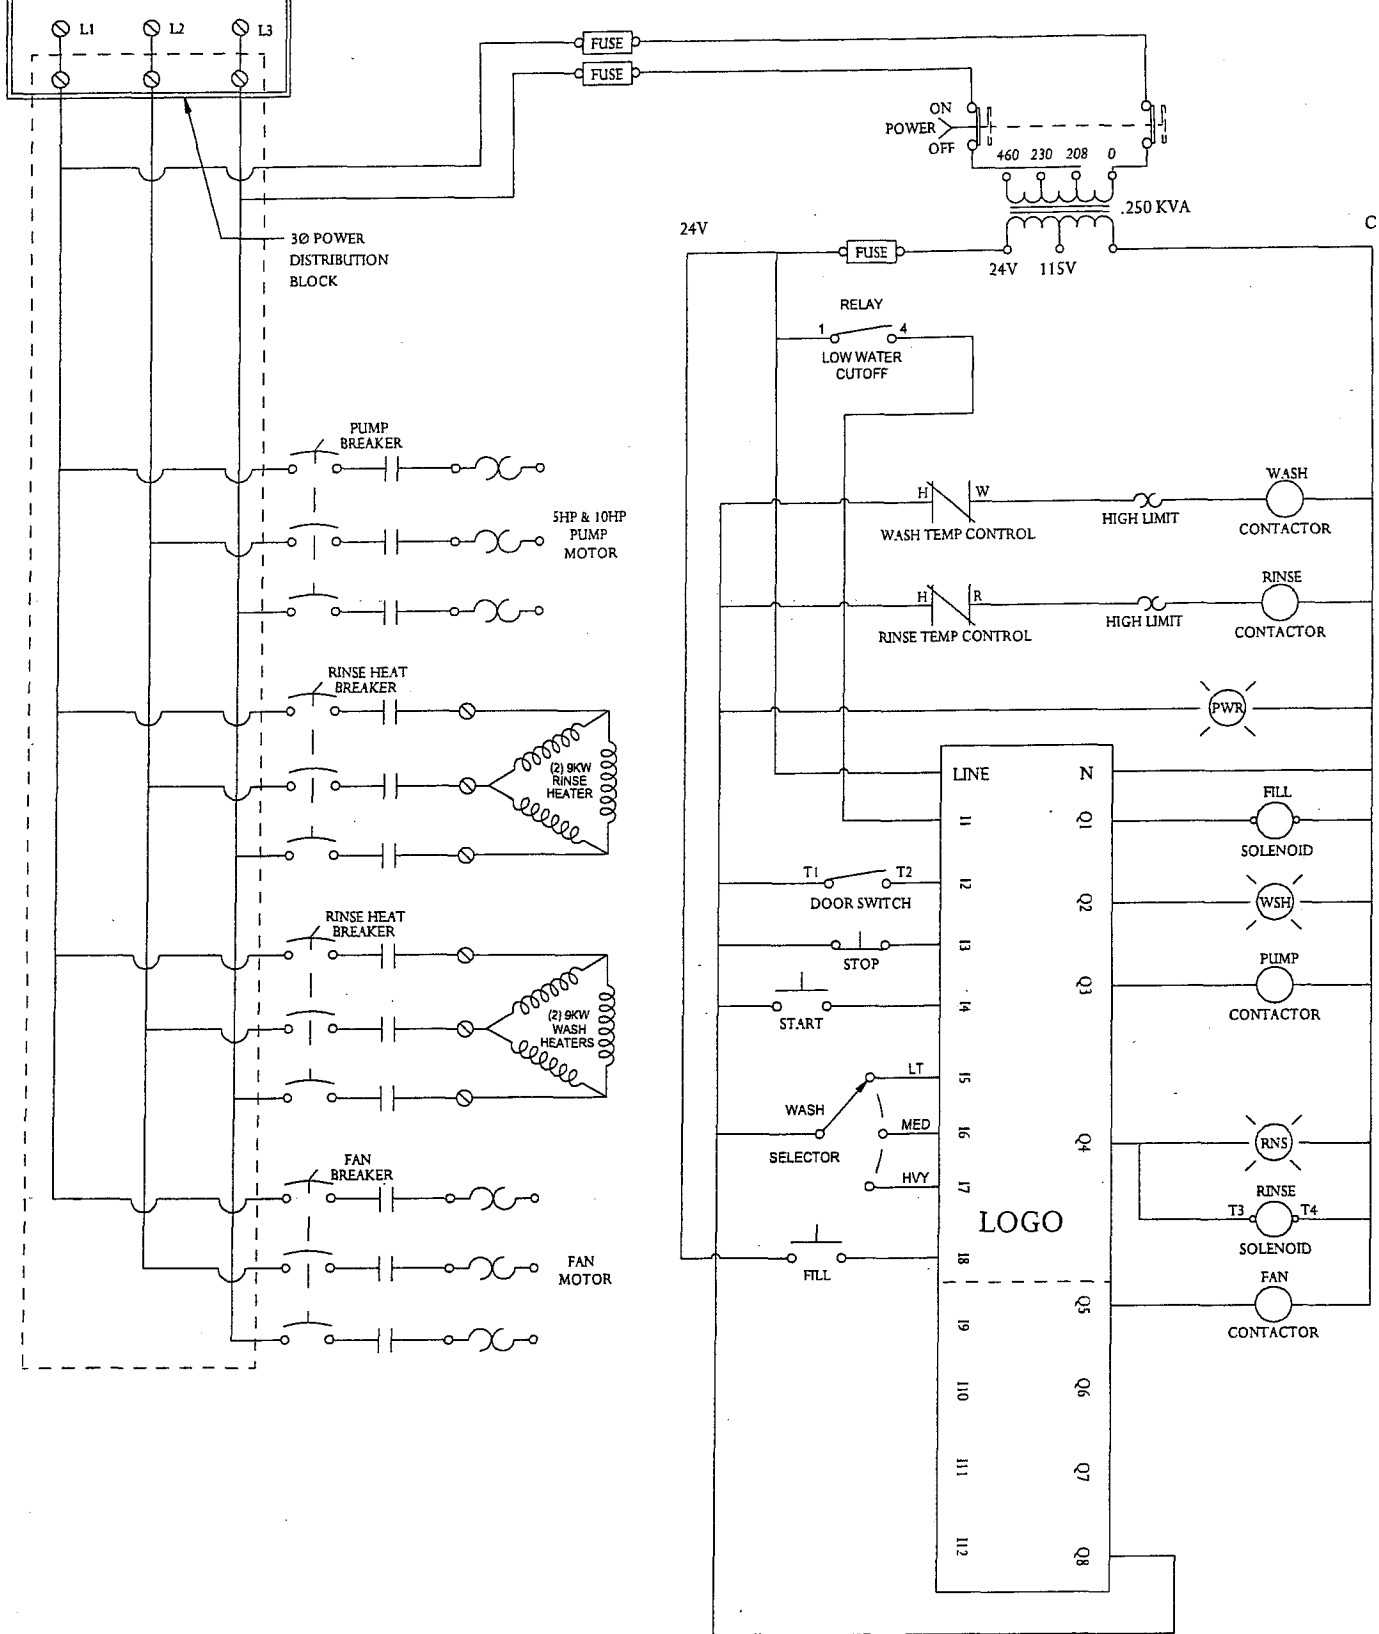 L1 L2 L3
FUSE
FUSE
ON
POWER
OFF
460 230 208 0
.250 KVA
24V
C
FUSE
24V 115V
3Ø POWER
DISTRIBUTION
BLOCK
RELAY
1 4
LOW WATER
CUTOFF
PUMP
BREAKER
5HP & 10HP
PUMP
MOTOR
H W
WASH TEMP CONTROL
HIGH LIMIT
WASH
CONTACTOR
H R
RINSE TEMP CONTROL
HIGH LIMIT
RINSE
CONTACTOR
RINSE HEAT
BREAKER
(2) 9KW
RINSE
HEATER
PWR
LINE N
I1 Q1
FILL
SOLENOID
T1 T2
DOOR SWITCH
I2 Q2
WSH
RINSE HEAT
BREAKER
(2) 9KW
WASH
HEATERS
STOP
I3 Q3
PUMP
CONTACTOR
START
I4
LT
I5
WASH
SELECTOR
MED
I6 Q4
RNS
HVY
I7
LOGO
RINSE
T3 T4
SOLENOID
FAN
BREAKER
FAN
MOTOR
FILL
I8 Q5
FAN
CONTACTOR
I9
I10 Q6
I11 Q7
I12 Q8